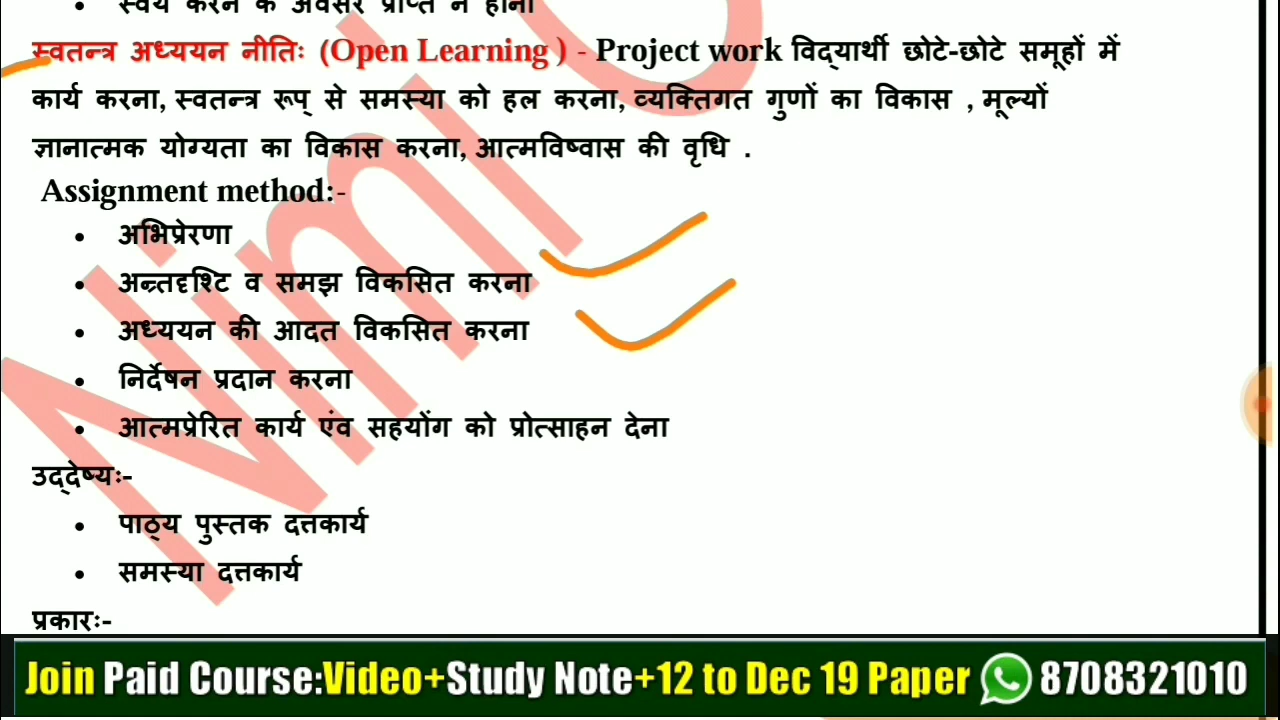 स्वयं करने के अवसर प्राप्त न होना
स्वतन्त्र अध्ययन नीतिः (Open Learning ) - Project work विद्यार्थी छोटे-छोटे समूहों में
कार्य करना, स्वतन्त्र रूप् से समस्या को हल करना, व्यक्तिगत गुणों का विकास , मूल्यों
ज्ञानात्मक योग्यता का विकास करना, आत्मविष्वास की वृधि .
Assignment method:-
• अभिप्रेरणा
• अन्र्तदृश्टि व समझ विकसित करना
• अध्ययन की आदत विकसित करना
• निर्देषन प्रदान करना
• आत्मप्रेरित कार्य एंव सहयोंग को प्रोत्साहन देना
उद्देष्यः-
• पाठ्य पुस्तक दत्तकार्य
• समस्या दत्तकार्य
प्रकारः-
Join Paid Course:Video+Study Note+12 to Dec 19 Paper 8708321010